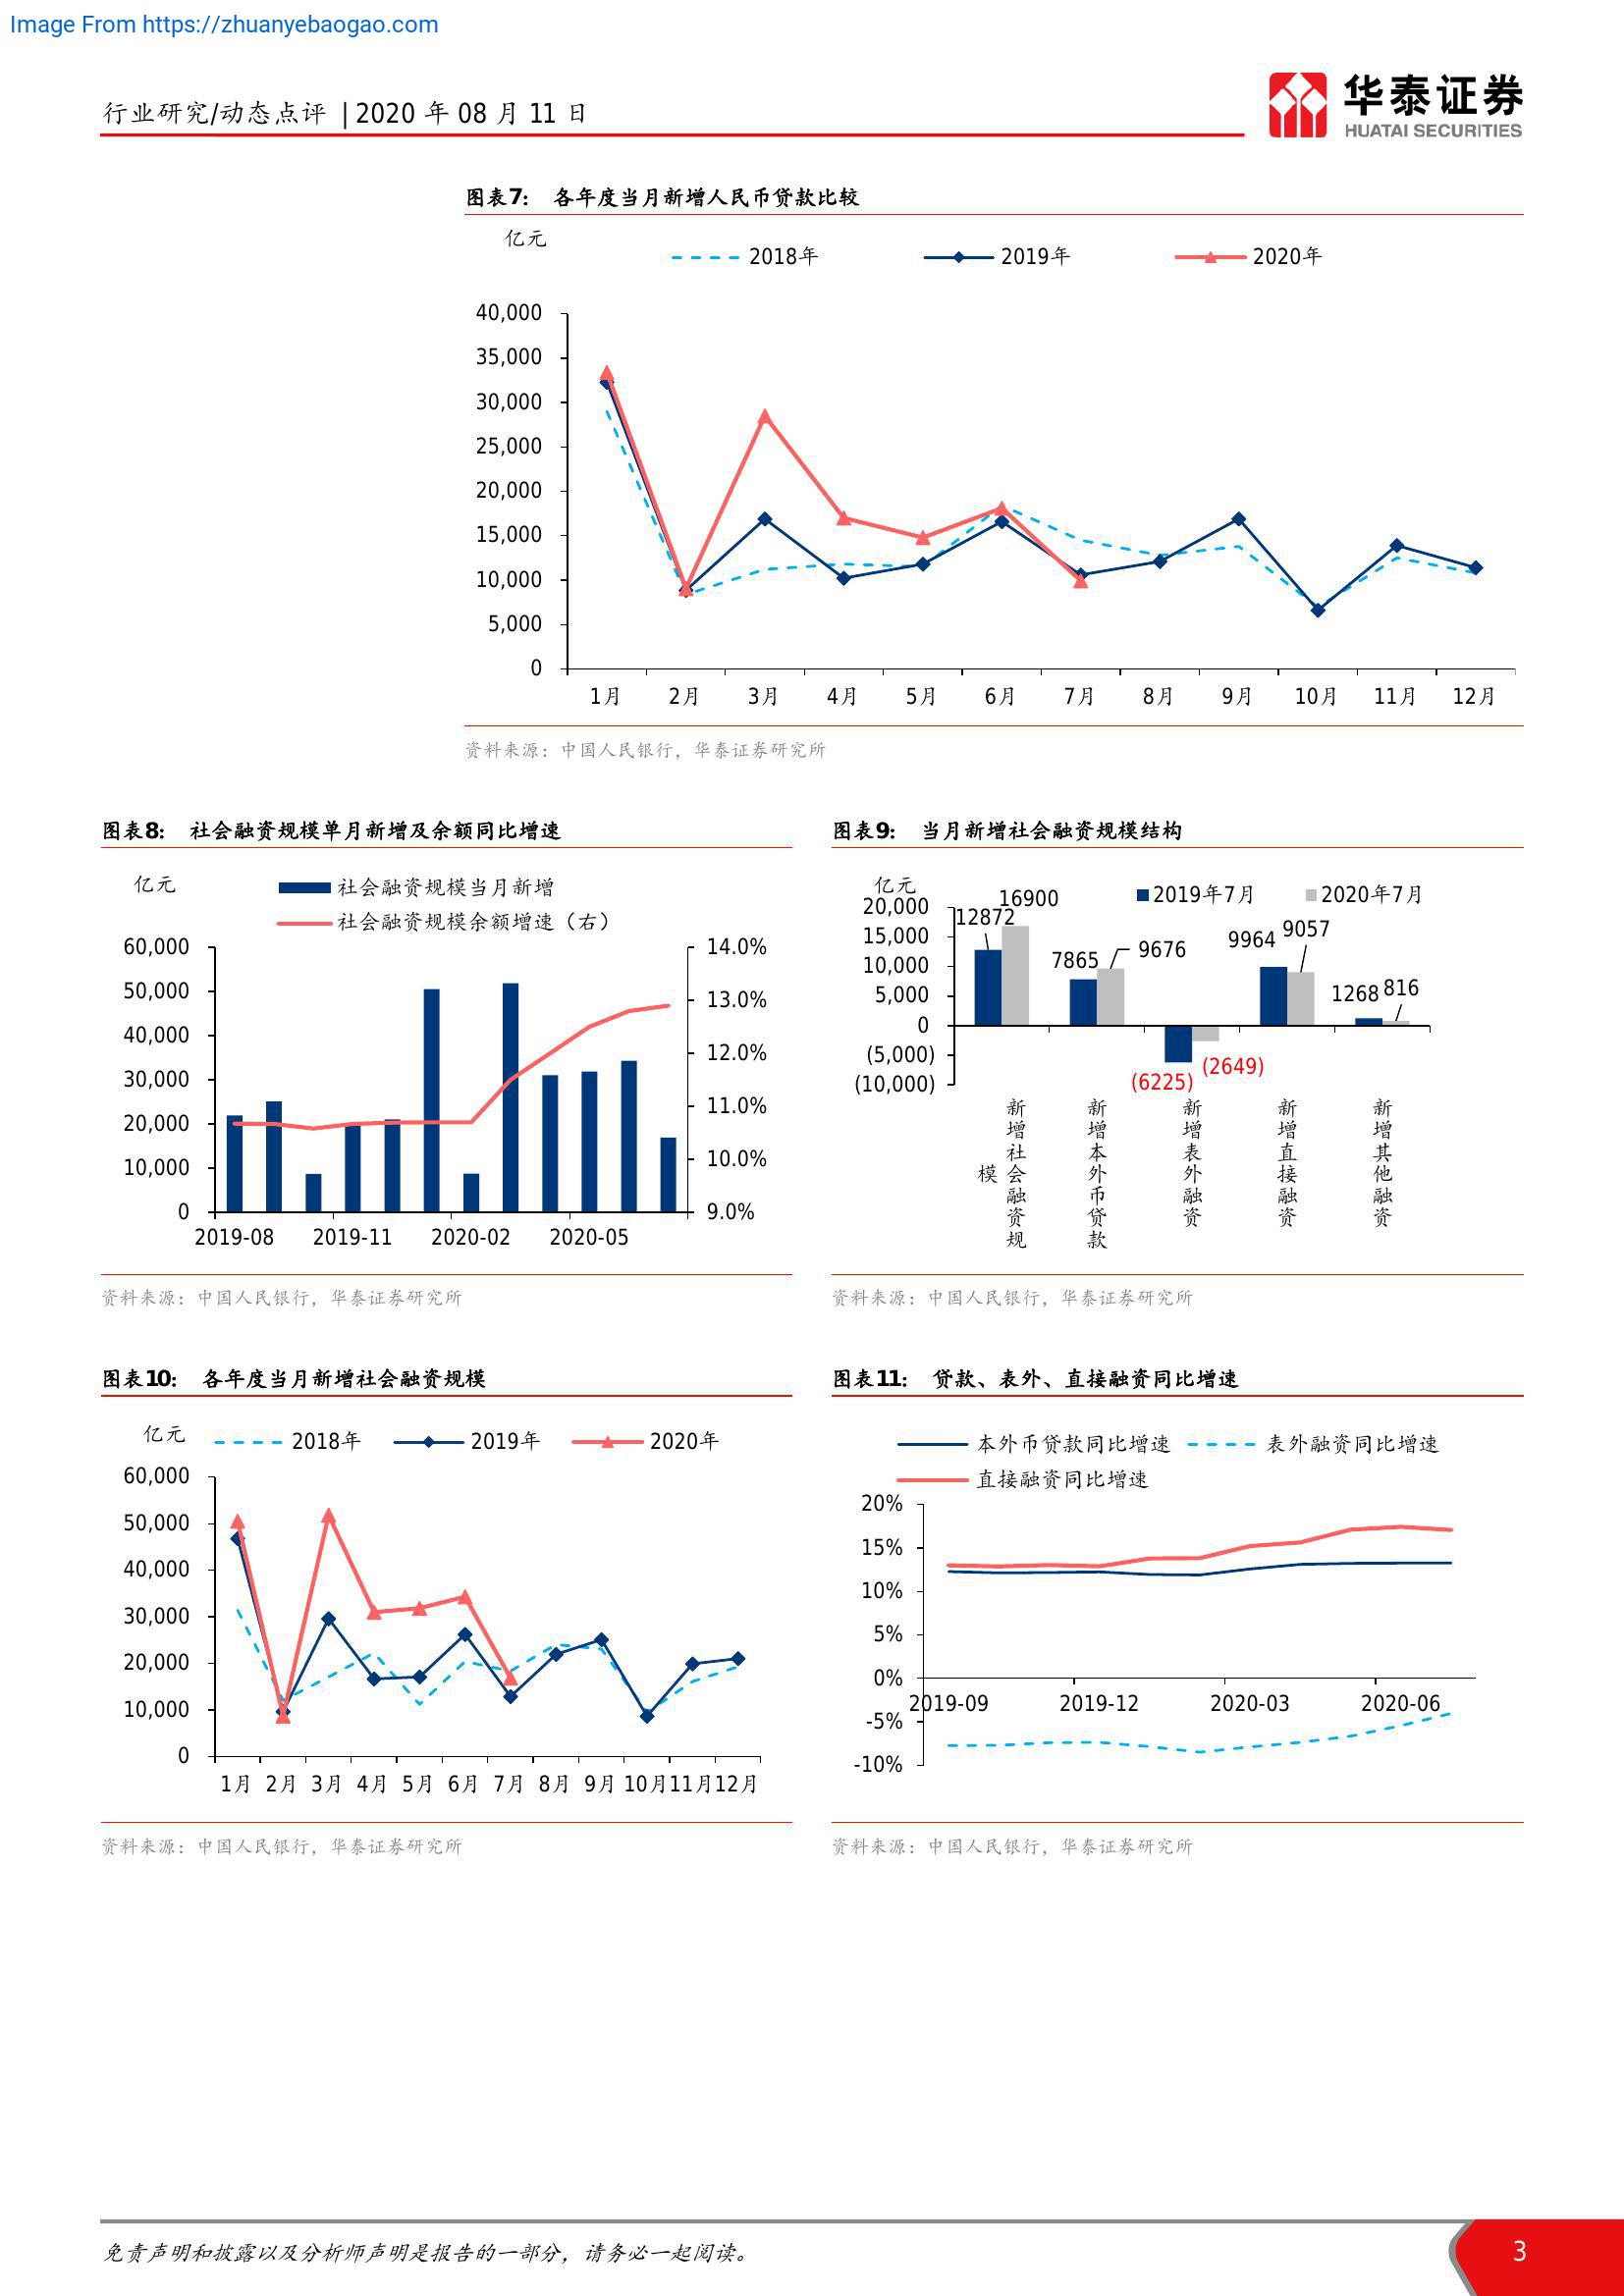 Image From https://zhuanyebaogao.com
行业研究/动态点评 | 2020 年 08 月 11 日
华泰证券
HUATAI SECURITIES
图表7: 各年度当月新增人民币贷款比较
亿元
2018年 2019年 2020年
40,000
35,000
30,000
25,000
20,000
15,000
10,000
5,000
0
1月 2月 3月 4月 5月 6月 7月 8月 9月 10月 11月 12月
资料来源：中国人民银行，华泰证券研究所
图表8: 社会融资规模单月新增及余额同比增速
亿元
社会融资规模当月新增
社会融资规模余额增速（右）
60,000 14.0%
50,000 13.0%
40,000
12.0%
30,000
11.0%
20,000
10.0%
10,000
0 9.0%
2019-08 2019-11 2020-02 2020-05
资料来源：中国人民银行，华泰证券研究所
图表9: 当月新增社会融资规模结构
亿元
2019年7月 2020年7月
20,000
15,000
10,000
5,000
0
(5,000)
(10,000)
12872 16900
7865 9676
(6225) (2649)
9964 9057
1268 816
新增社会融资规模
新增本外币贷款
新增表外融资
新增直接融资
新增其他融资
资料来源：中国人民银行，华泰证券研究所
图表10: 各年度当月新增社会融资规模
亿元
2018年 2019年 2020年
60,000
50,000
40,000
30,000
20,000
10,000
0
1月 2月 3月 4月 5月 6月 7月 8月 9月 10月 11月 12月
资料来源：中国人民银行，华泰证券研究所
图表11: 贷款、表外、直接融资同比增速
本外币贷款同比增速 表外融资同比增速
直接融资同比增速
20%
15%
10%
5%
0%
2019-09 2019-12 2020-03 2020-06
-5%
-10%
资料来源：中国人民银行，华泰证券研究所
免责声明和披露以及分析师声明是报告的一部分，请务必一起阅读。
3